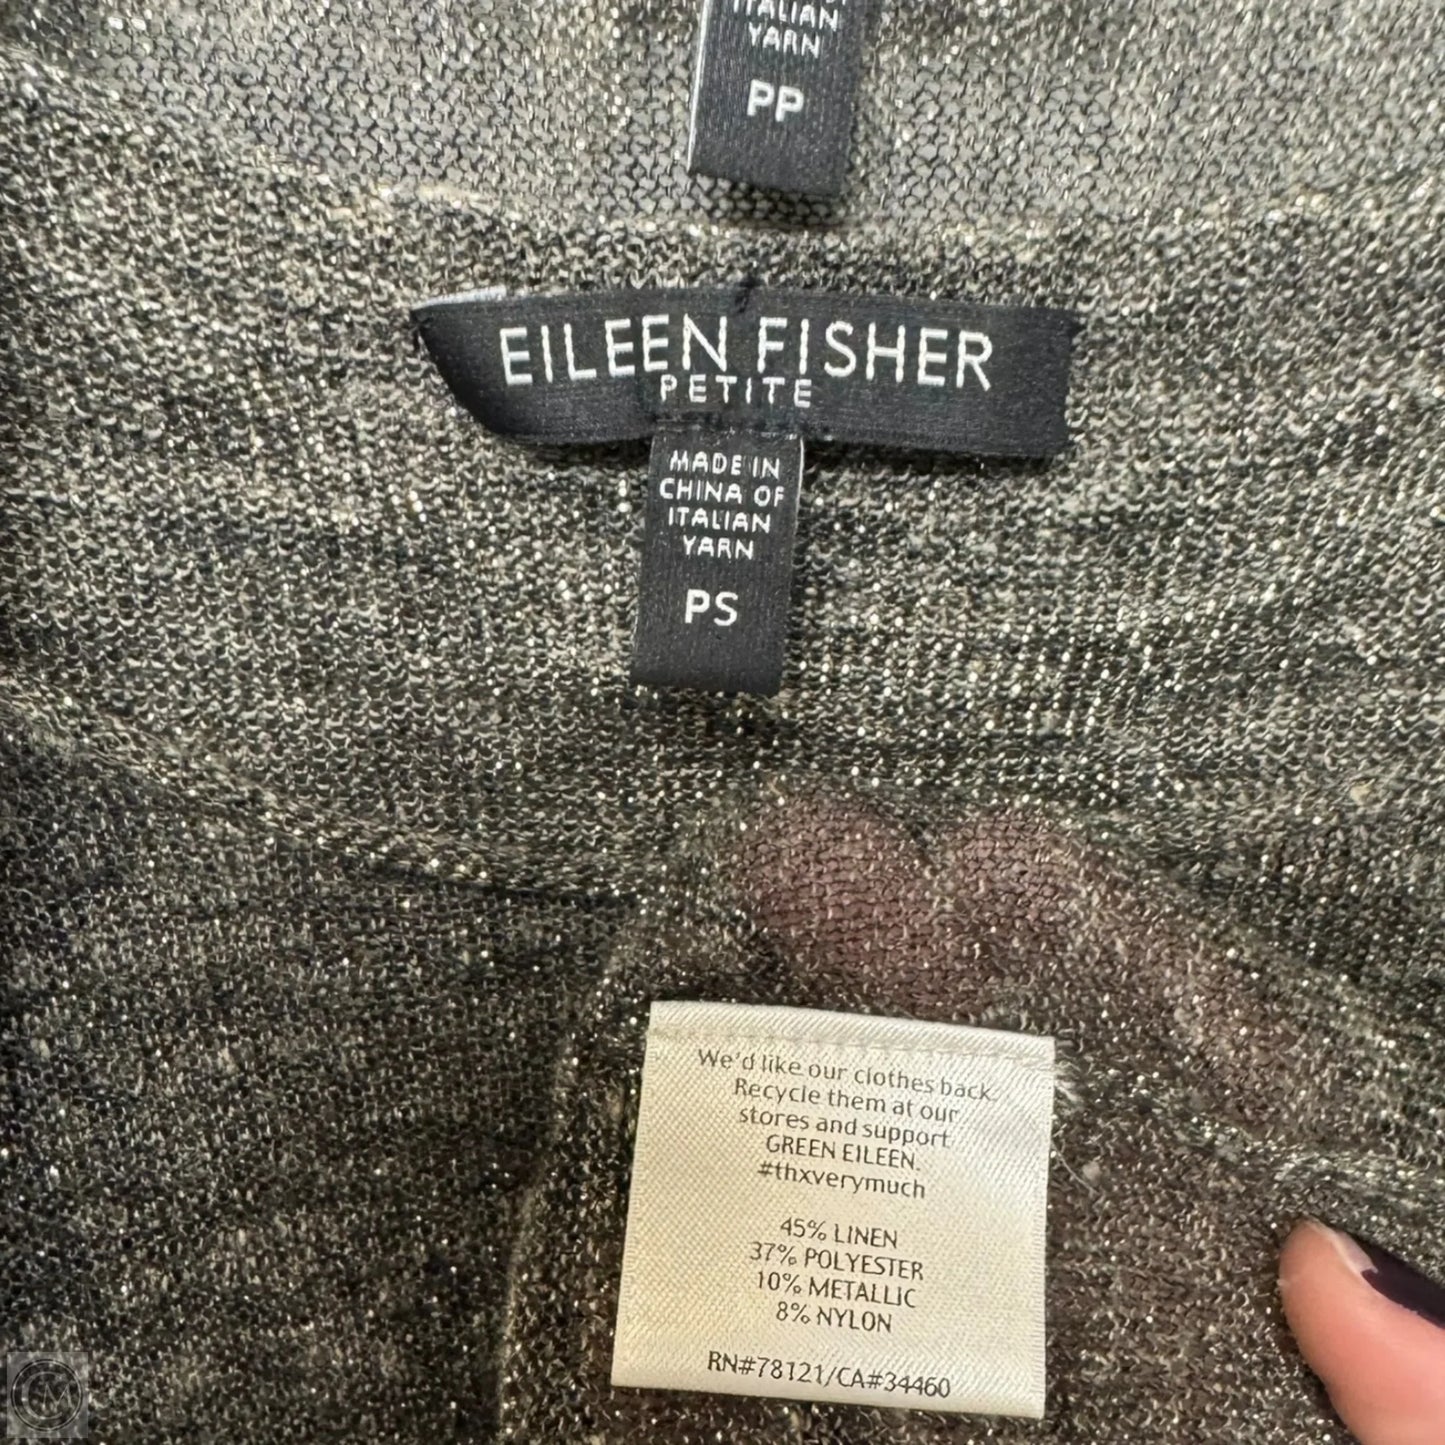 ITALIAN
YARN
PP
EILEEN FISHER
PETITE
MADE IN
CHINA OF
ITALIAN
YARN
PS
We'd like our clothes back.
Recycle them at our
stores and support
GREEN EILEEN.
#thxverymuch
45% LINEN
37% POLYESTER
10% METALLIC
8% NYLON
RN#78121/CA#34460